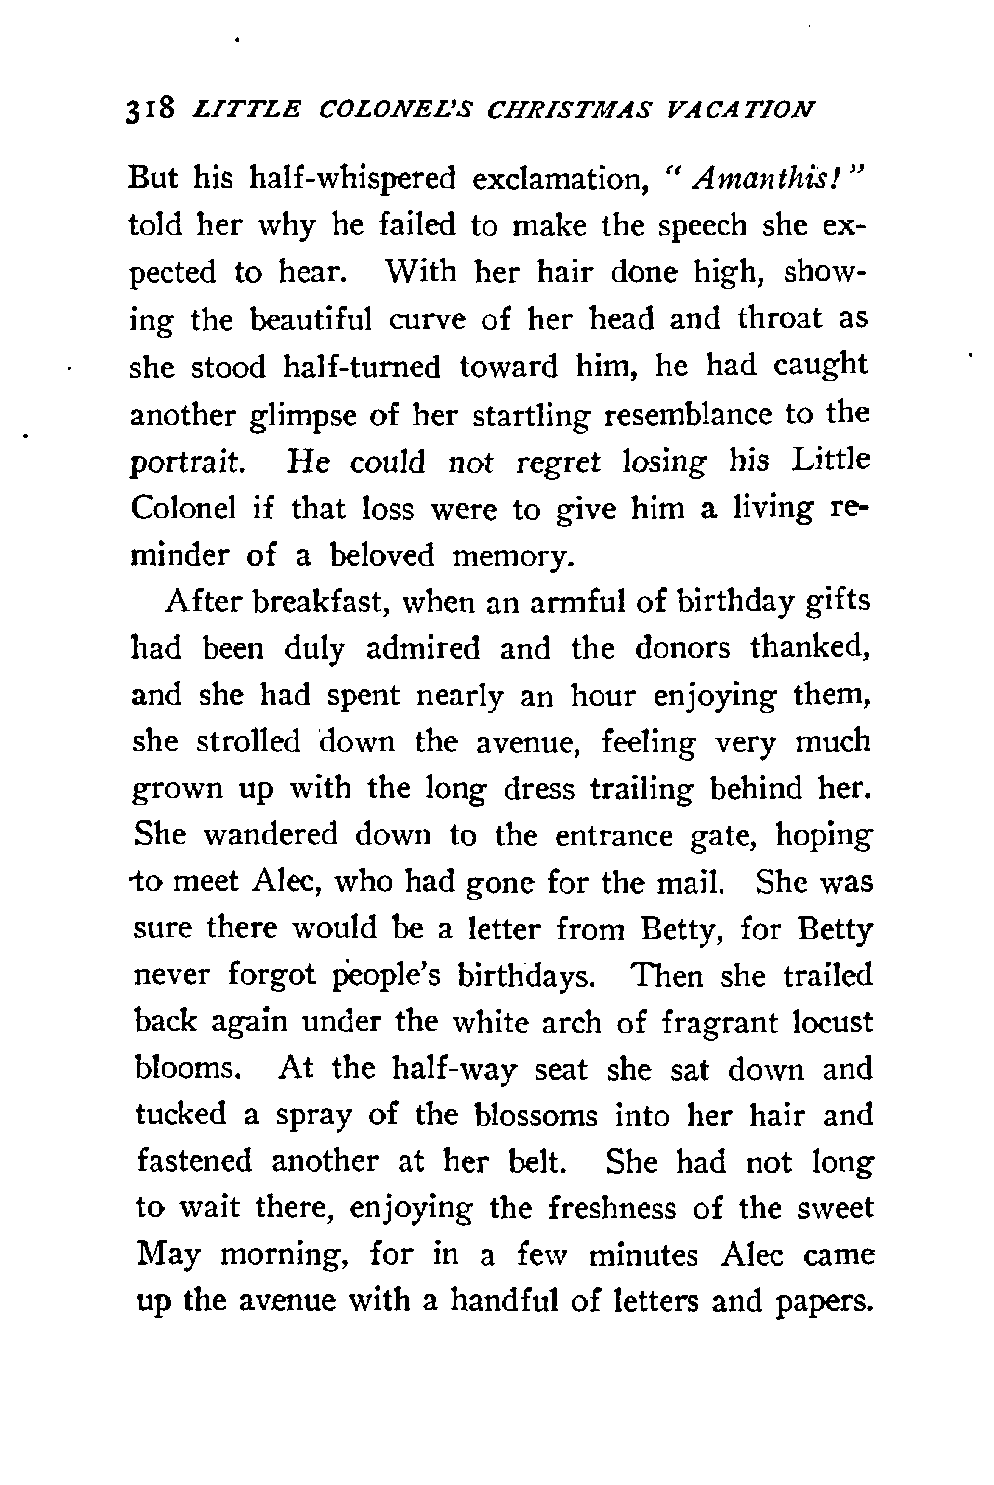 318 LITTLE COLONEL'S CHRISTMAS VACATION
But his half-whispered exclamation, "Amanthis!"
told her why he failed to make the speech she ex-
pected to hear. With her hair done high, show-
ing the beautiful curve of her head and throat as
she stood half-turned toward him, he had caught
another glimpse of her startling resemblance to the
portrait. He could not regret losing his Little
Colonel if that loss were to give him a living re-
minder of a beloved memory.
After breakfast, when an armful of birthday gifts
had been duly admired and the donors thanked,
and she had spent nearly an hour enjoying them,
she strolled down the avenue, feeling very much
grown up with the long dress trailing behind her.
She wandered down to the entrance gate, hoping
to meet Alec, who had gone for the mail. She was
sure there would be a letter from Betty, for Betty
never forgot people's birthdays. Then she trailed
back again under the white arch of fragrant locust
blooms. At the half-way seat she sat down and
tucked a spray of the blossoms into her hair and
fastened another at her belt. She had not long
to wait there, enjoying the freshness of the sweet
May morning, for in a few minutes Alec came
up the avenue with a handful of letters and papers.